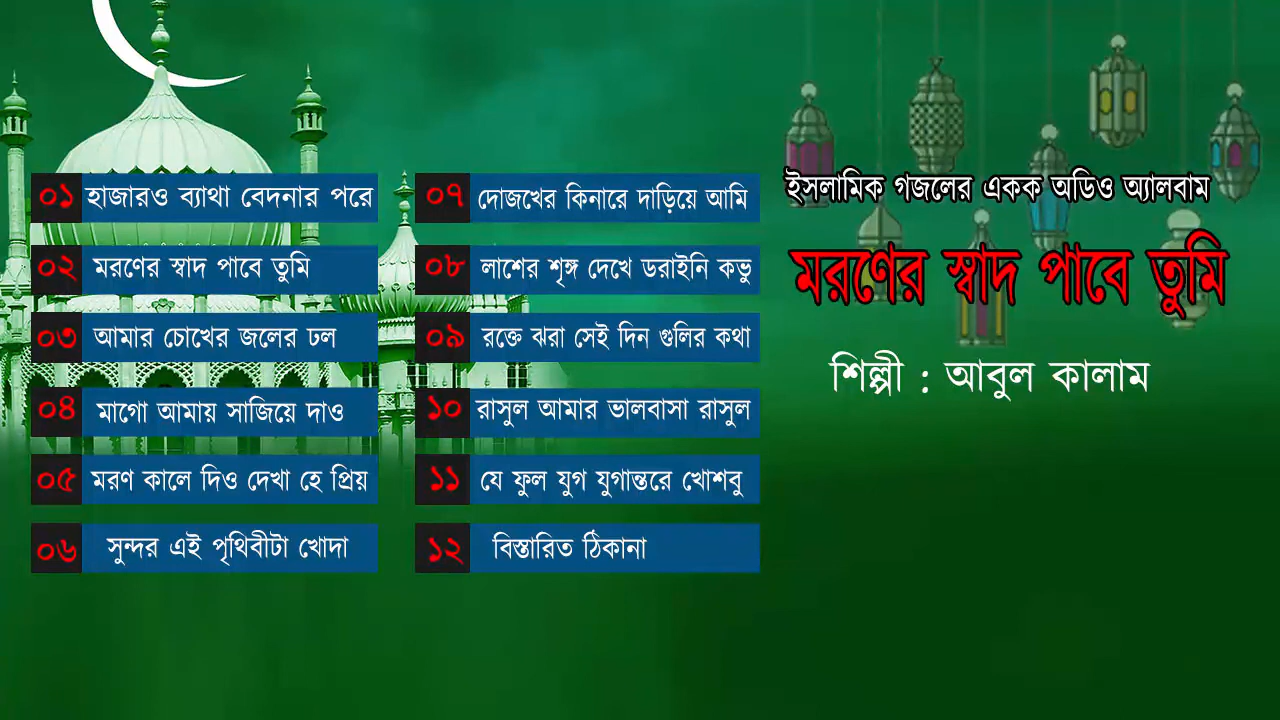 ইসলামিক গজলের একক অডিও অ্যালবাম
মরণের স্বাদ পাবে তুমি
শিল্পী : আবুল কালাম
০১ হাজারও ব্যাথা বেদনার পরে
০২ মরণের স্বাদ পাবে তুমি
০৩ আমার চোখের জলের ঢল
০৪ মাগো আমায় সাজিয়ে দাও
০৫ মরণ কালে দিও দেখা হে প্রিয়
০৬ সুন্দর এই পৃথিবীটা খোদা
০৭ দোজখের কিনারে দাড়িয়ে আমি
০৮ লাশের শৃঙ্গ দেখে ডরাইনি কভু
০৯ রক্তে ঝরা সেই দিন গুলির কথা
১০ রাসুল আমার ভালবাসা রাসুল
১১ যে ফুল যুগ যুগান্তরে খোশবু
১২ বিস্তারিত ঠিকানা